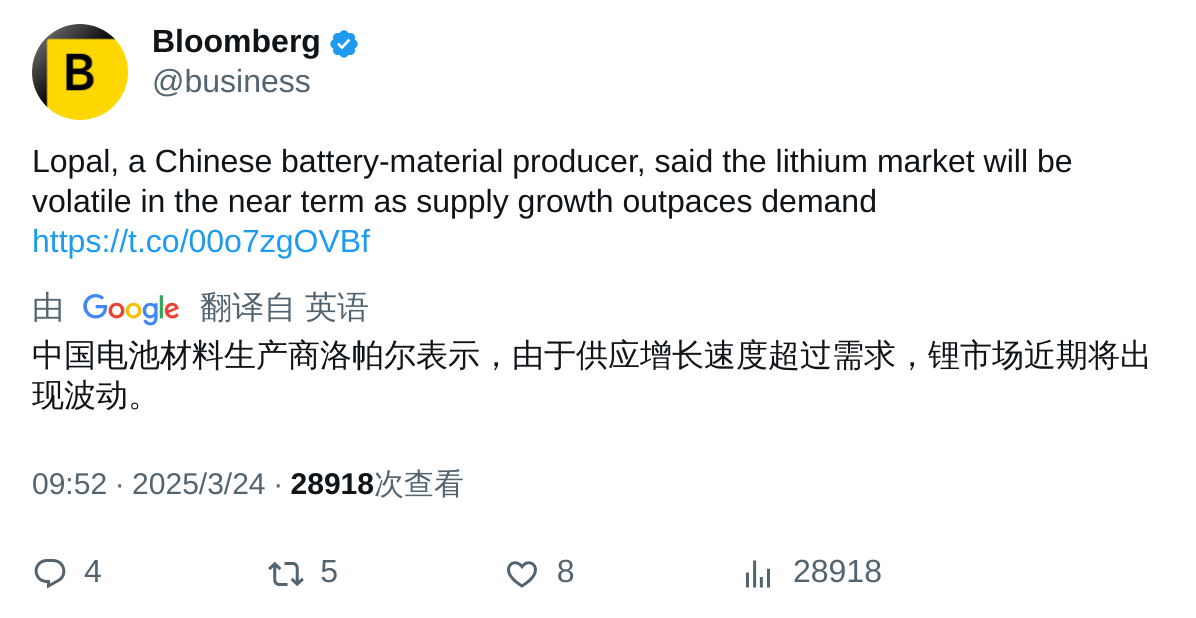 B
Bloomberg
@business
Lopal, a Chinese battery-material producer, said the lithium market will be
volatile in the near term as supply growth outpaces demand
https://t.co/00o7zgOVBf
由 Google 翻译自 英语
中国电池材料生产商洛帕尔表示，由于供应增长速度超过需求，锂市场近期将出
现波动。
09:52 · 2025/3/24 · 28918次查看
4 5 8 28918